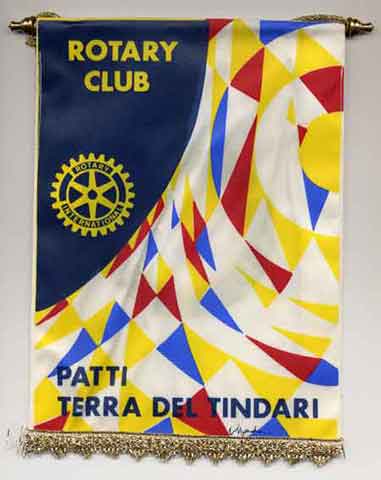 ROTARY
CLUB
ROTARY
INTERNATIONAL
PATTI
TERRA DEL TINDARI